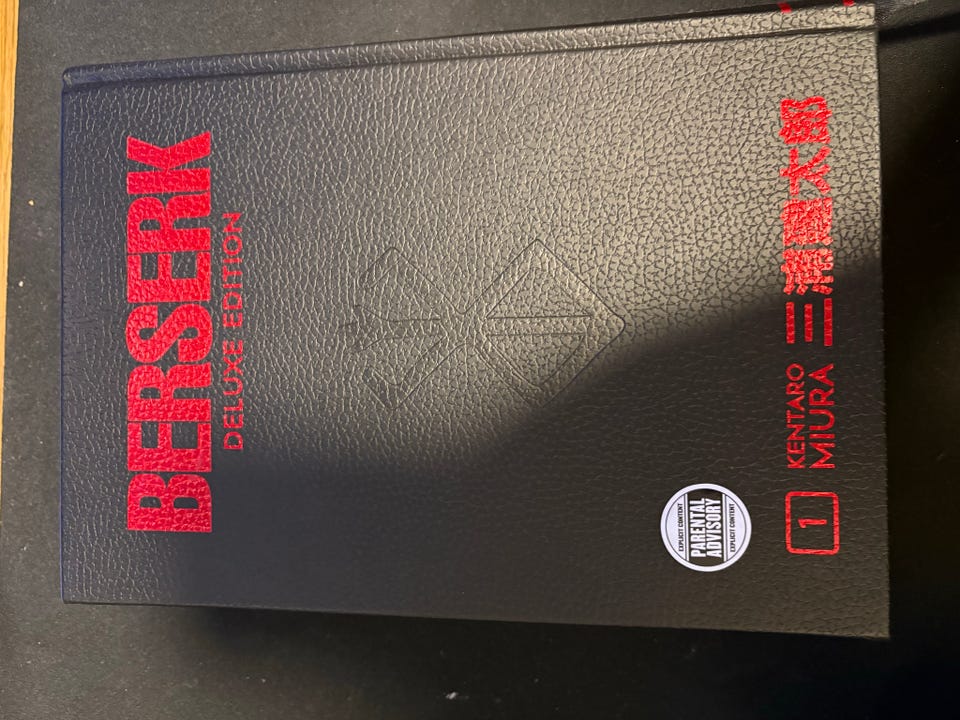 BERSERK
DELUXE EDITION
EXPLICIT CONTENT
PARENTAL
ADVISORY
EXPLICIT CONTENT
1
KENTARO
MIURA
三浦建太郎